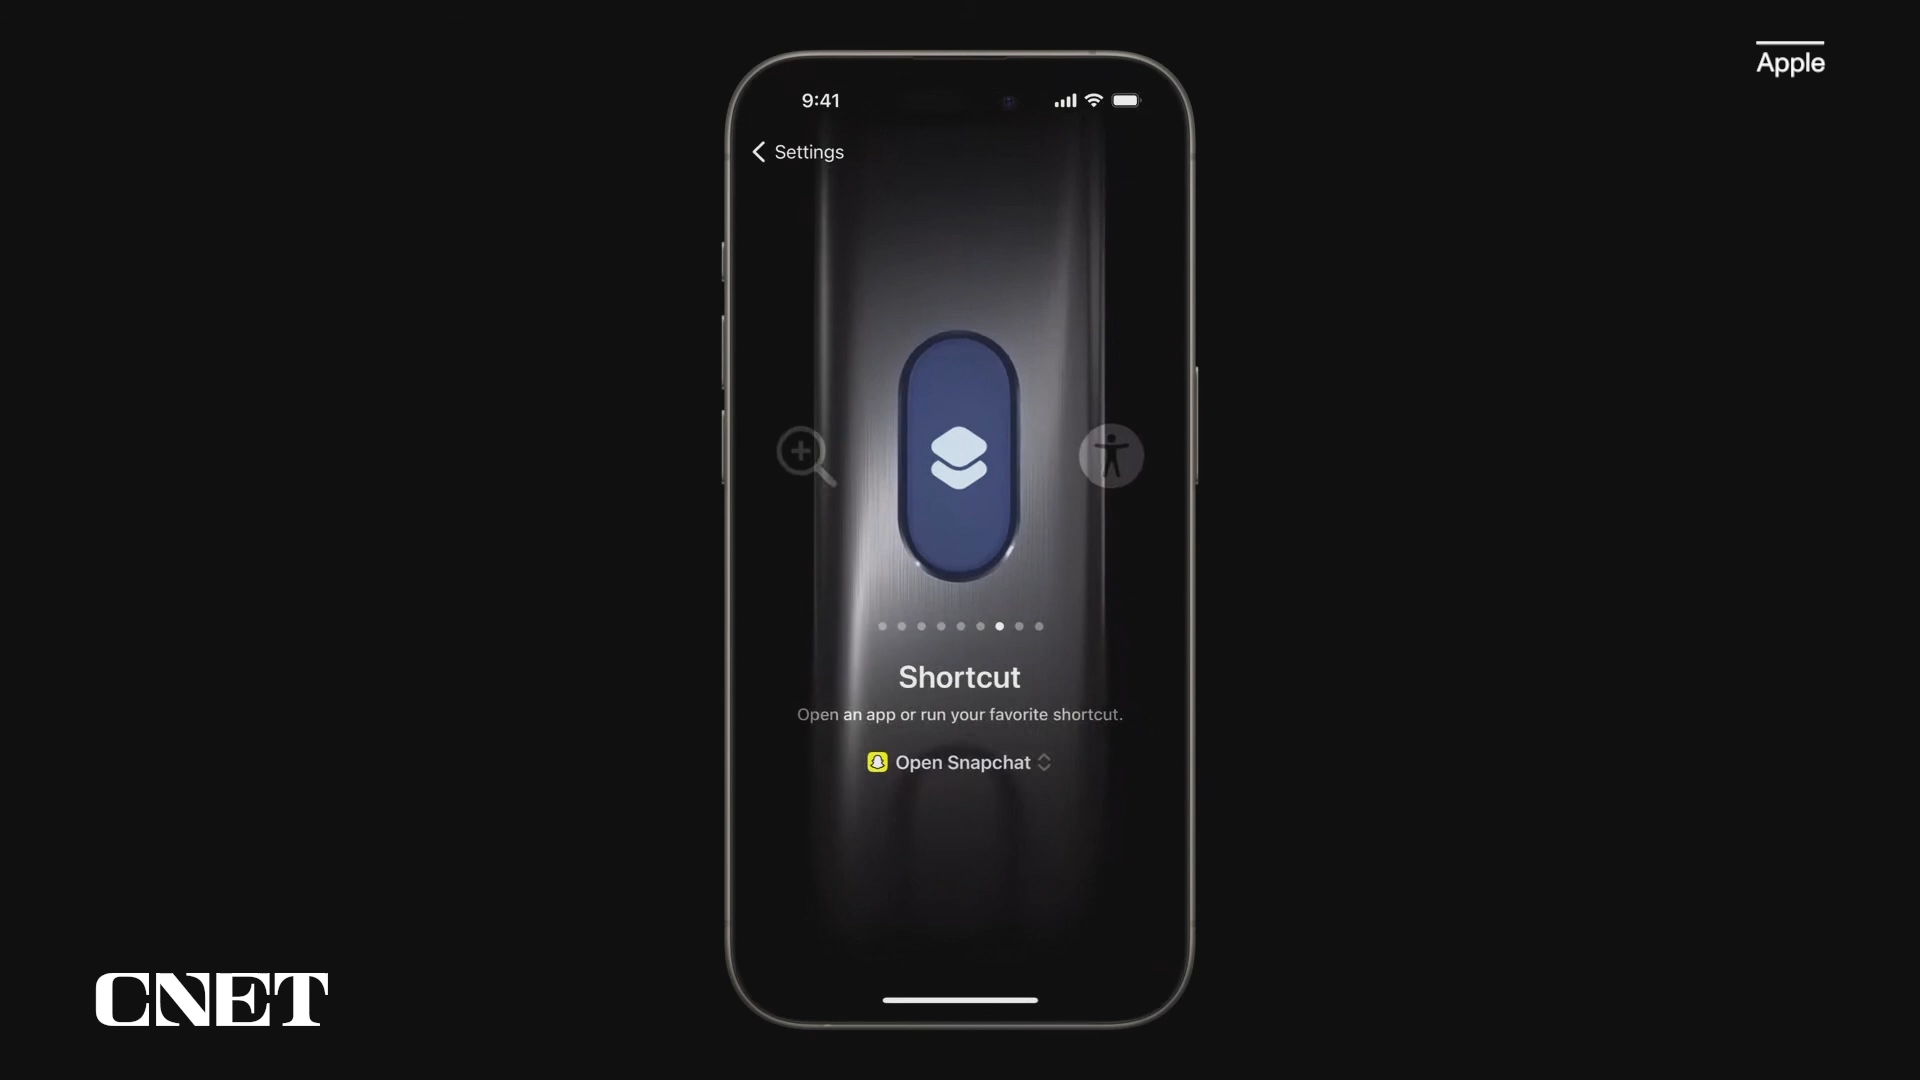 Apple
9:41
Settings
Shortcut
Open an app or run your favorite shortcut.
Open Snapchat
CNET